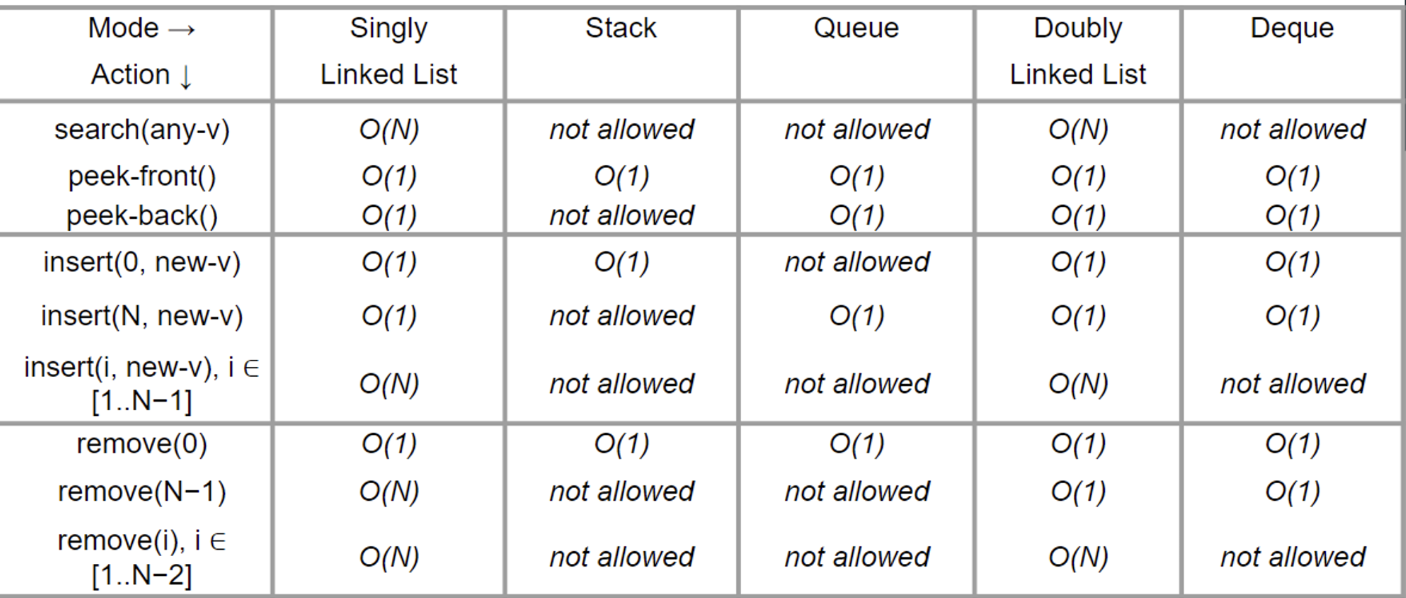 Mode → Singly Stack Queue Doubly Deque
Action ↓ Linked List Linked List
search(any-v) O(N) not allowed not allowed O(N) not allowed
peek-front() O(1) O(1) O(1) O(1) O(1)
peek-back() O(1) not allowed O(1) O(1) O(1)
insert(0, new-v) O(1) O(1) not allowed O(1) O(1)
insert(N, new-v) O(1) not allowed O(1) O(1) O(1)
insert(i, new-v), i ∈
[1..N−1] O(N) not allowed not allowed O(N) not allowed
remove(0) O(1) O(1) O(1) O(1) O(1)
remove(N−1) O(N) not allowed not allowed O(1) O(1)
remove(i), i ∈
[1..N−2] O(N) not allowed not allowed O(N) not allowed